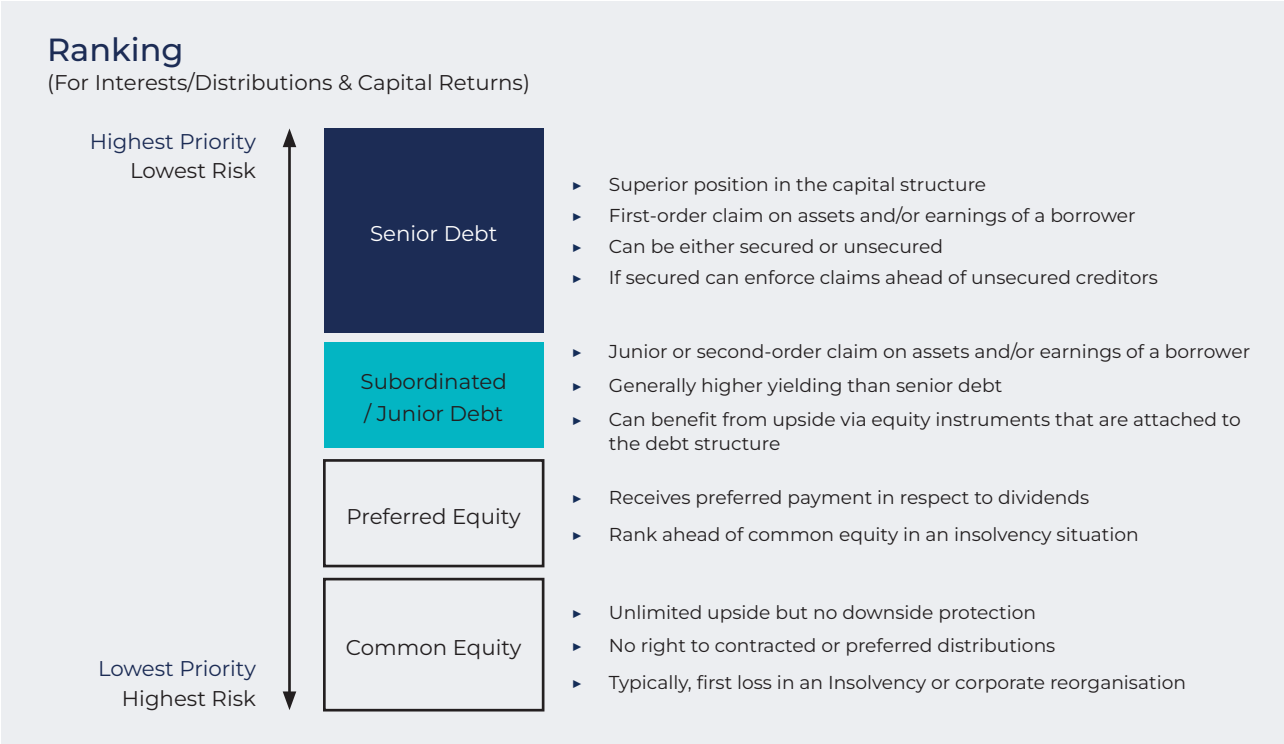 Ranking
(For Interests/Distributions & Capital Returns)
Highest Priority
Lowest Risk
Senior Debt
▸ Superior position in the capital structure
▸ First-order claim on assets and/or earnings of a borrower
▸ Can be either secured or unsecured
▸ If secured can enforce claims ahead of unsecured creditors
Subordinated
/ Junior Debt
▸ Junior or second-order claim on assets and/or earnings of a borrower
▸ Generally higher yielding than senior debt
▸ Can benefit from upside via equity instruments that are attached to
the debt structure
Preferred Equity
▸ Receives preferred payment in respect to dividends
▸ Rank ahead of common equity in an insolvency situation
Common Equity
▸ Unlimited upside but no downside protection
▸ No right to contracted or preferred distributions
▸ Typically, first loss in an Insolvency or corporate reorganisation
Lowest Priority
Highest Risk